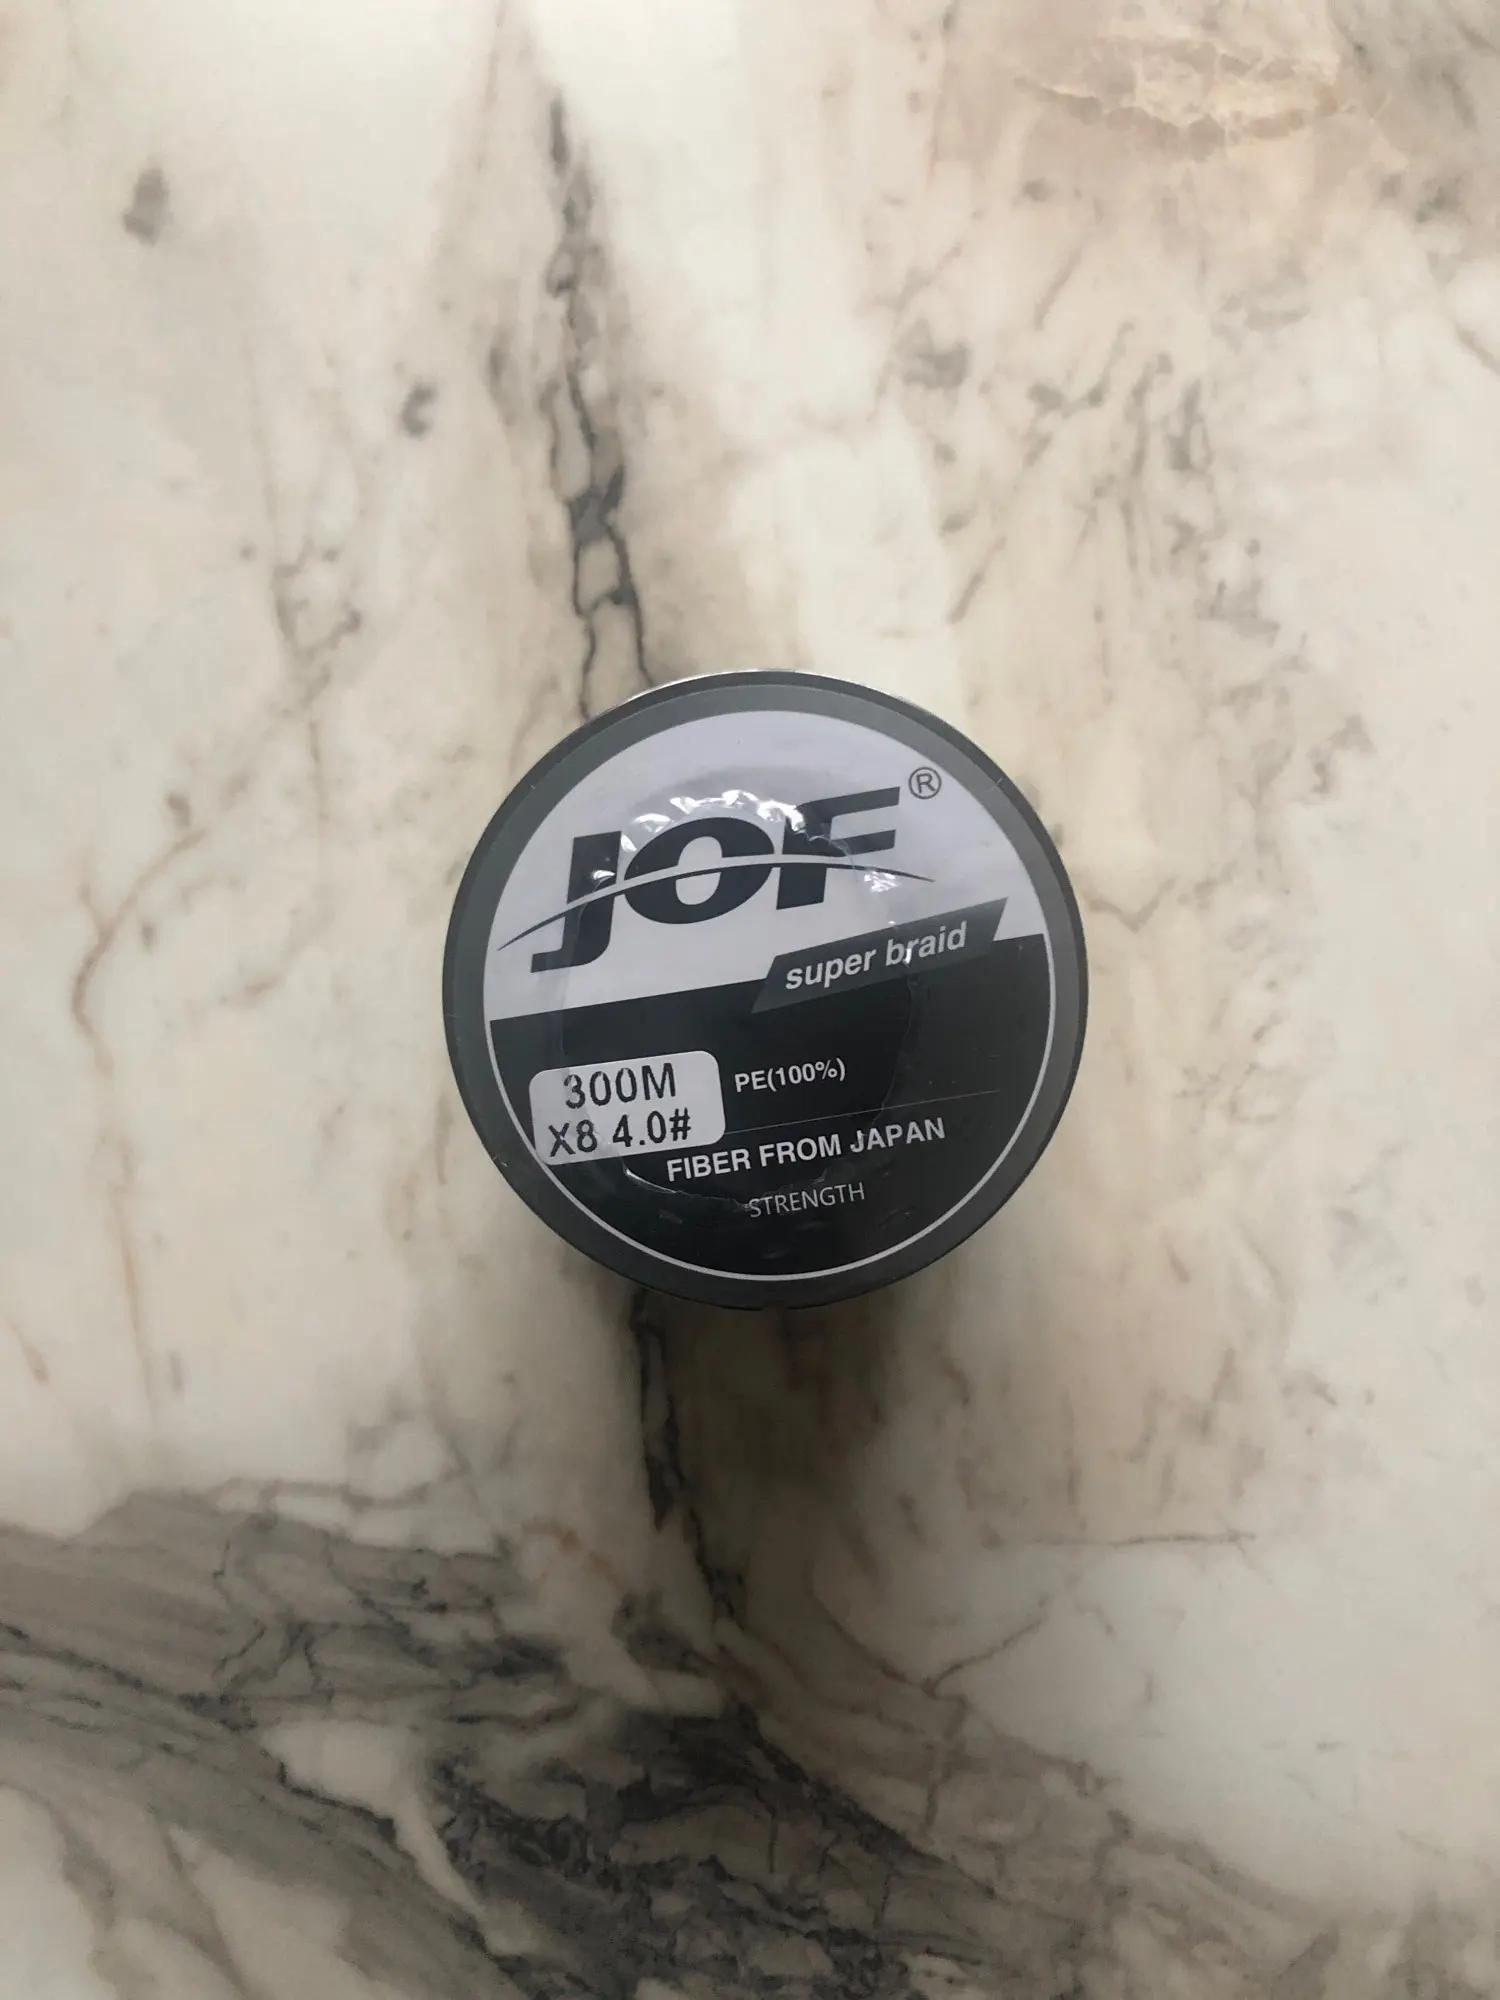 JOF®
super braid
300M
X8 4.0#
PE(100%)
FIBER FROM JAPAN
STRENGTH